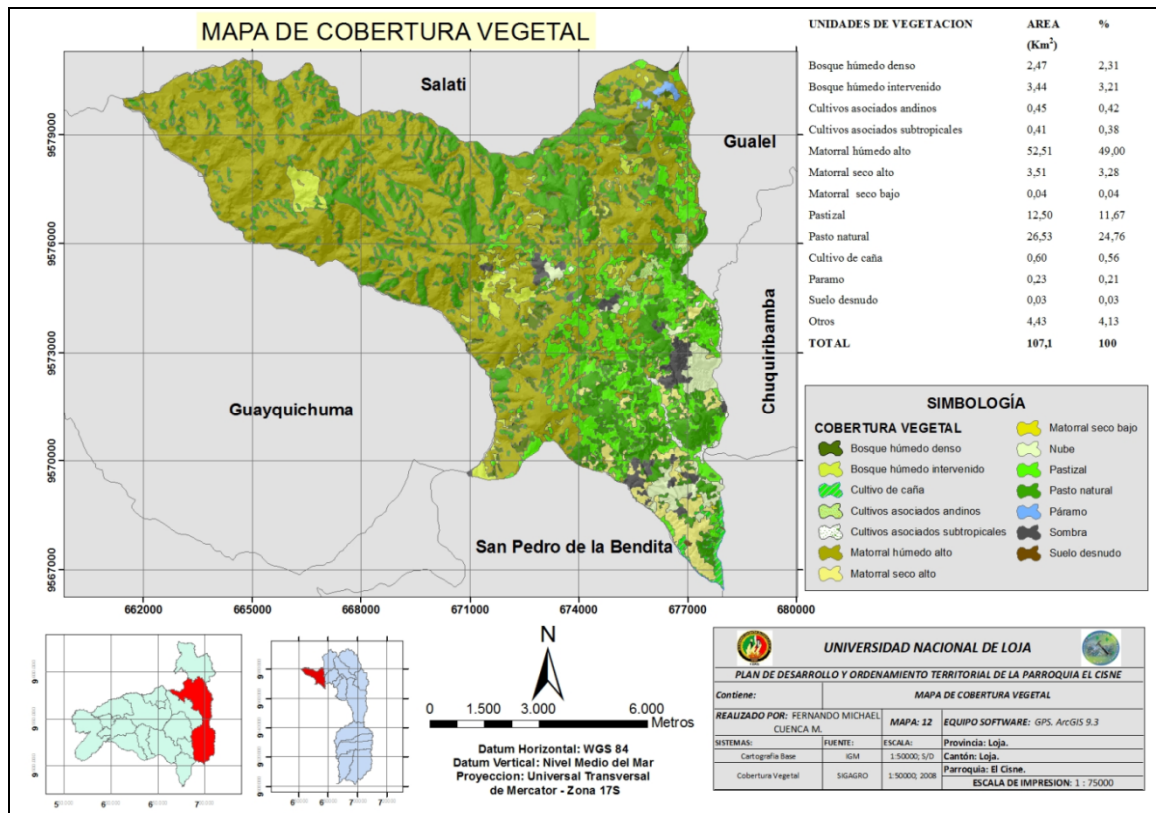 MAPA DE COBERTURA VEGETAL
UNIDADES DE VEGETACION AREA %
(Km²)
Bosque húmedo denso 2,47 2,31
Bosque húmedo intervenido 3,44 3,21
Cultivos asociados andinos 0,45 0,42
Cultivos asociados subtropicales 0,41 0,38
Matorral húmedo alto 52,51 49,00
Matorral seco alto 3,51 3,28
Matorral seco bajo 0,04 0,04
Pastizal 12,50 11,67
Pasto natural 26,53 24,76
Cultivo de caña 0,60 0,56
Paramo 0,23 0,21
Suelo desnudo 0,03 0,03
Otros 4,43 4,13
TOTAL 107,1 100
Salati
Gualel
Chuquiribamba
Guayquichuma
San Pedro de la Bendita
9679000
9676000
9573000
9670000
9567000
662000 665000 668000 671000 674000 677000 680000
SIMBOLOGÍA
COBERTURA VEGETAL
Bosque húmedo denso
Bosque húmedo intervenido
Cultivo de caña
Cultivos asociados andinos
Cultivos asociados subtropicales
Matorral húmedo alto
Matorral seco alto
Matorral seco bajo
Nube
Pastizal
Pasto natural
Páramo
Sombra
Suelo desnudo
N
0 1.500 3.000 6.000
Metros
Datum Horizontal: WGS 84
Datum Vertical: Nivel Medio del Mar
Proyeccion: Universal Transversal
de Mercator - Zona 17S
UNIVERSIDAD NACIONAL DE LOJA
PLAN DE DESARROLLO Y ORDENAMIENTO TERRITORIAL DE LA PARROQUIA EL CISNE
Contiene: MAPA DE COBERTURA VEGETAL
REALIZADO POR: FERNANDO MICHAEL CUENCA M.
MAPA: 12
EQUIPO SOFTWARE: GPS. ArcGIS 9.3
SISTEMAS: FUENTE: ESCALA: Provincia: Loja.
Cartografía Base IGM 1:50000; S/D Cantón: Loja.
Cobertura Vegetal SIGAGRO 1:50000; 2008 Parroquia: El Cisne.
ESCALA DE IMPRESION: 1 : 75000